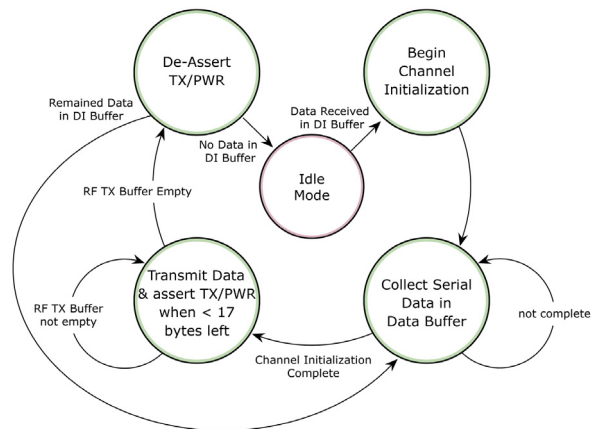 De-Assert
TX/PWR
Begin
Channel
Initialization
Remained Data
in DI Buffer
Data Received
in DI Buffer
No Data in
DI Buffer
Idle
Mode
RF TX Buffer Empty
Transmit Data
& assert TX/PWR
when < 17
bytes left
Collect Serial
Data in
Data Buffer
RF TX Buffer
not empty
not complete
Channel Initialization
Complete